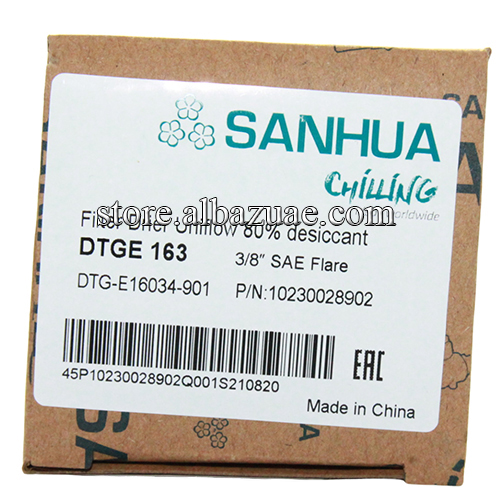 SANHUA
CHiLLiNG
worldwide
store.albazuae.com
Filter Drier Uniflow 80% desiccant
DTGE 163
3/8" SAE Flare
DTG-E16034-901 P/N:10230028902
45P10230028902Q001S210820
EAC
Made in China